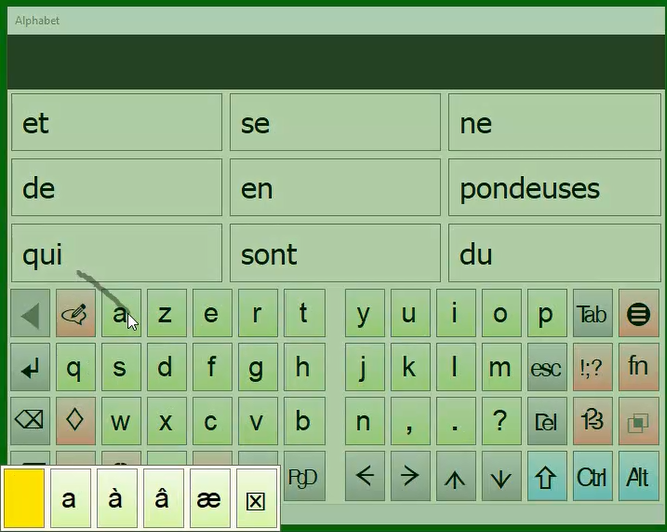 Alphabet
et se ne
de en pondeuses
qui sont du
a z e r t y u i o p Tab
q s d f g h j k l m esc !;? fn
w x c v b n , . ? Del 123
PgD Ctrl Alt
a à â æ